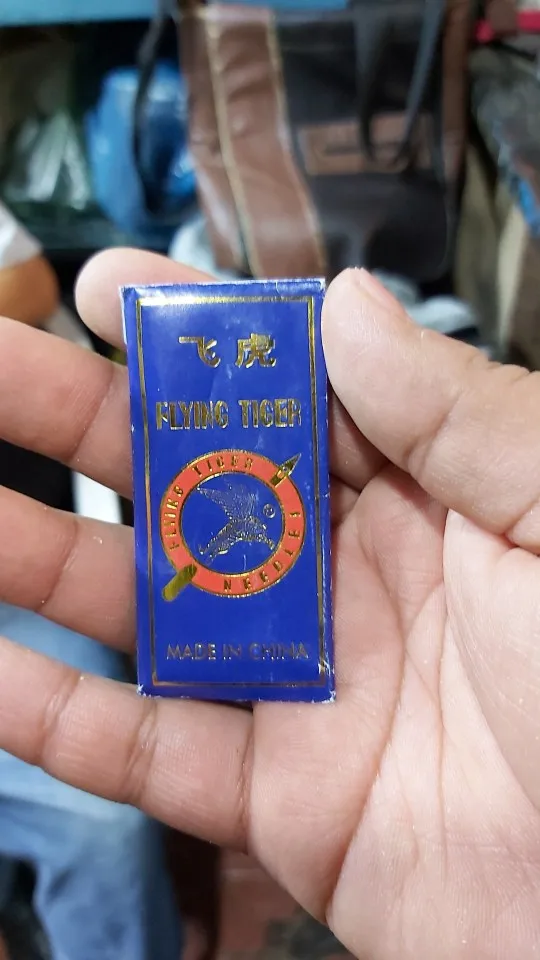 飞虎
FLYING TIGER
FLYING TIGER
®
NEEDLES
MADE IN CHINA